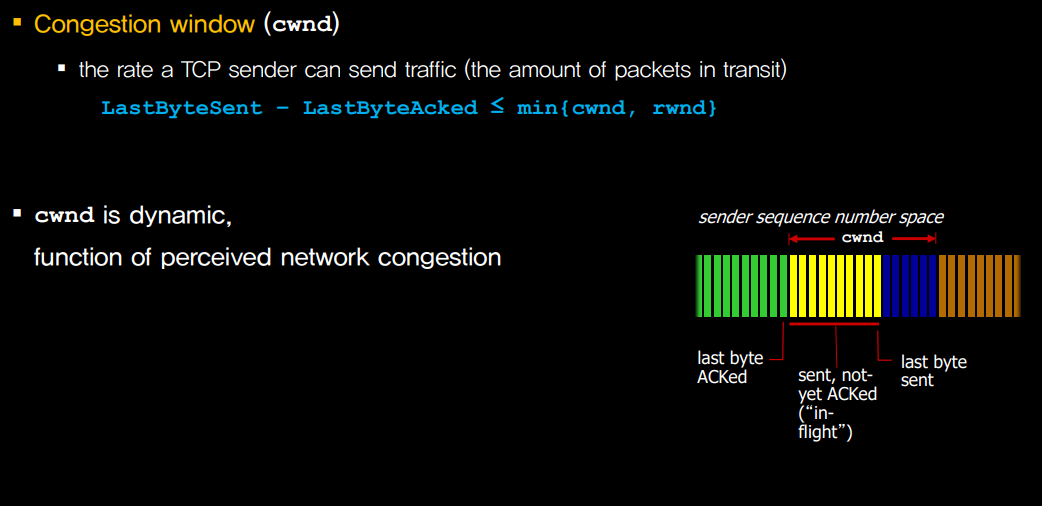 ▪ Congestion window (cwnd)
▪ the rate a TCP sender can send traffic (the amount of packets in transit)
LastByteSent – LastByteAcked ≤ min{cwnd, rwnd}
▪ cwnd is dynamic,
function of perceived network congestion
sender sequence number space
cwnd
last byte
ACKed
sent, not-
yet ACKed
(“in-
flight”)
last byte
sent